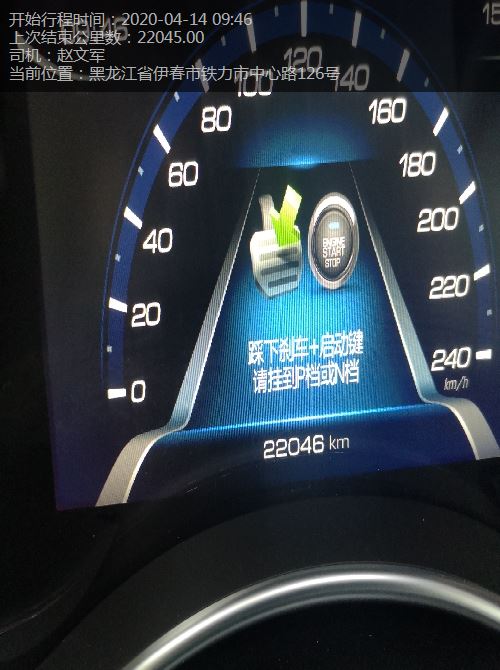 开始行程时间：2020-04-14 09:46
上次结束公里数：22045.00
司机：赵文军
当前位置：黑龙江省伊春市铁力市中心路126号
120
100
140
80
160
60
180
40
200
20
220
0
240
km/h
ENGINE
START
STOP
踩下刹车+启动键
请挂到P档或N档
22046 km